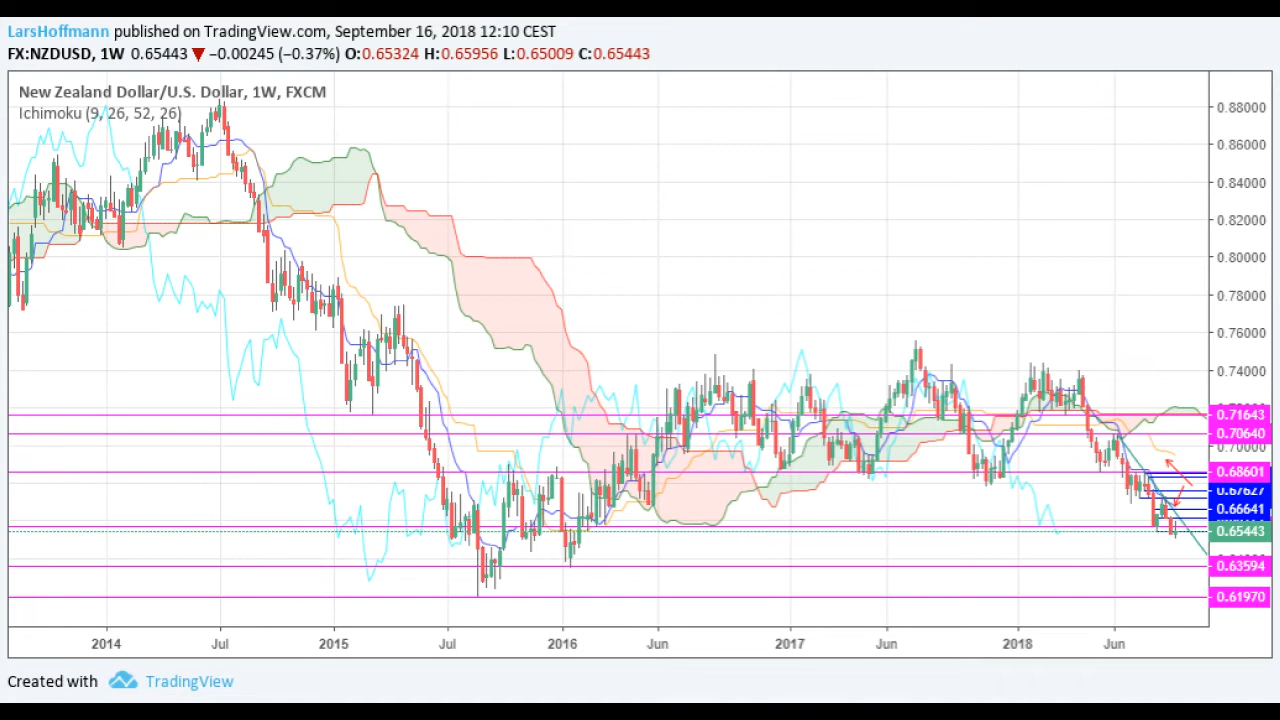 LarsHoffmann published on TradingView.com, September 16, 2018 12:10 CEST
FX:NZDUSD, 1W 0.65443 ▼ −0.00245 (−0.37%) O:0.65324 H:0.65956 L:0.65009 C:0.65443
New Zealand Dollar/U.S. Dollar, 1W, FXCM
Ichimoku (9, 26, 52, 26)
0.88000
0.86000
0.84000
0.82000
0.80000
0.78000
0.76000
0.74000
0.71643
0.70640
0.70000
0.68601
0.67627
0.66641
0.65443
0.63594
0.61970
2014 Jul 2015 Jul 2016 Jun 2017 Jun 2018 Jun
Created with TradingView